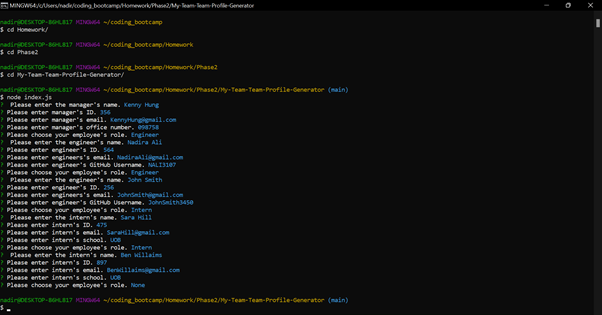 MINGW64:/c/Users/nadir/coding_bootcamp/Homework/Phase2/My-Team-Team-Profile-Generator
nadir@DESKTOP-8GHL817 MINGW64 ~/coding_bootcamp
$ cd Homework/
nadir@DESKTOP-8GHL817 MINGW64 ~/coding_bootcamp/Homework
$ cd Phase2
nadir@DESKTOP-8GHL817 MINGW64 ~/coding_bootcamp/Homework/Phase2
$ cd My-Team-Team-Profile-Generator/
nadir@DESKTOP-8GHL817 MINGW64 ~/coding_bootcamp/Homework/Phase2/My-Team-Team-Profile-Generator (main)
$ node index.js
? Please enter the manager's name. Kenny Hung
? Please enter manager's ID. 356
? Please enter manager's email. KennyHung@gmail.com
? Please enter manager's office number. 098758
? Please choose your employee's role. Engineer
? Please enter the engineer's name. Nadira Ali
? Please enter engineer's ID. 564
? Please enter engineers's email. NadiraAli@gmail.com
? Please enter engineer's GitHub Username. NALI3107
? Please choose your employee's role. Engineer
? Please enter the engineer's name. John Smith
? Please enter engineer's ID. 256
? Please enter engineers's email. JohnSmith@gmail.com
? Please enter engineer's GitHub Username. JohnSmith3450
? Please choose your employee's role. Intern
? Please enter the intern's name. Sara Hill
? Please enter intern's ID. 475
? Please enter intern's email. SaraHill@gmail.com
? Please enter intern's school. UOB
? Please choose your employee's role. Intern
? Please enter the intern's name. Ben Willaims
? Please enter intern's ID. 897
? Please enter intern's email. BenWillaims@gmail.com
? Please enter intern's school. UOB
? Please choose your employee's role. None
nadir@DESKTOP-8GHL817 MINGW64 ~/coding_bootcamp/Homework/Phase2/My-Team-Team-Profile-Generator (main)
$